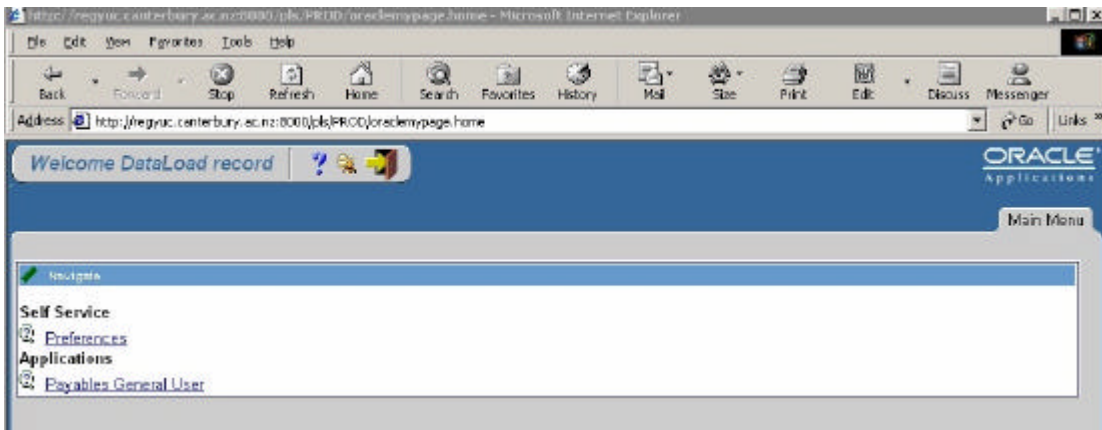 http://regyuc.canterbury.ac.nz:8000/pls/PROD/oraclemypage.home - Microsoft Internet Explorer
File Edit View Favorites Tools Help
Back Forward Stop Refresh Home Search Favorites History Mail Size Print Edit Discuss Messenger
Address http://regyuc.canterbury.ac.nz:8000/pls/PROD/oraclemypage.home Go Links »
Welcome DataLoad record
ORACLE
Applications
Main Menu
Navigate
Self Service
Preferences
Applications
Payables General User